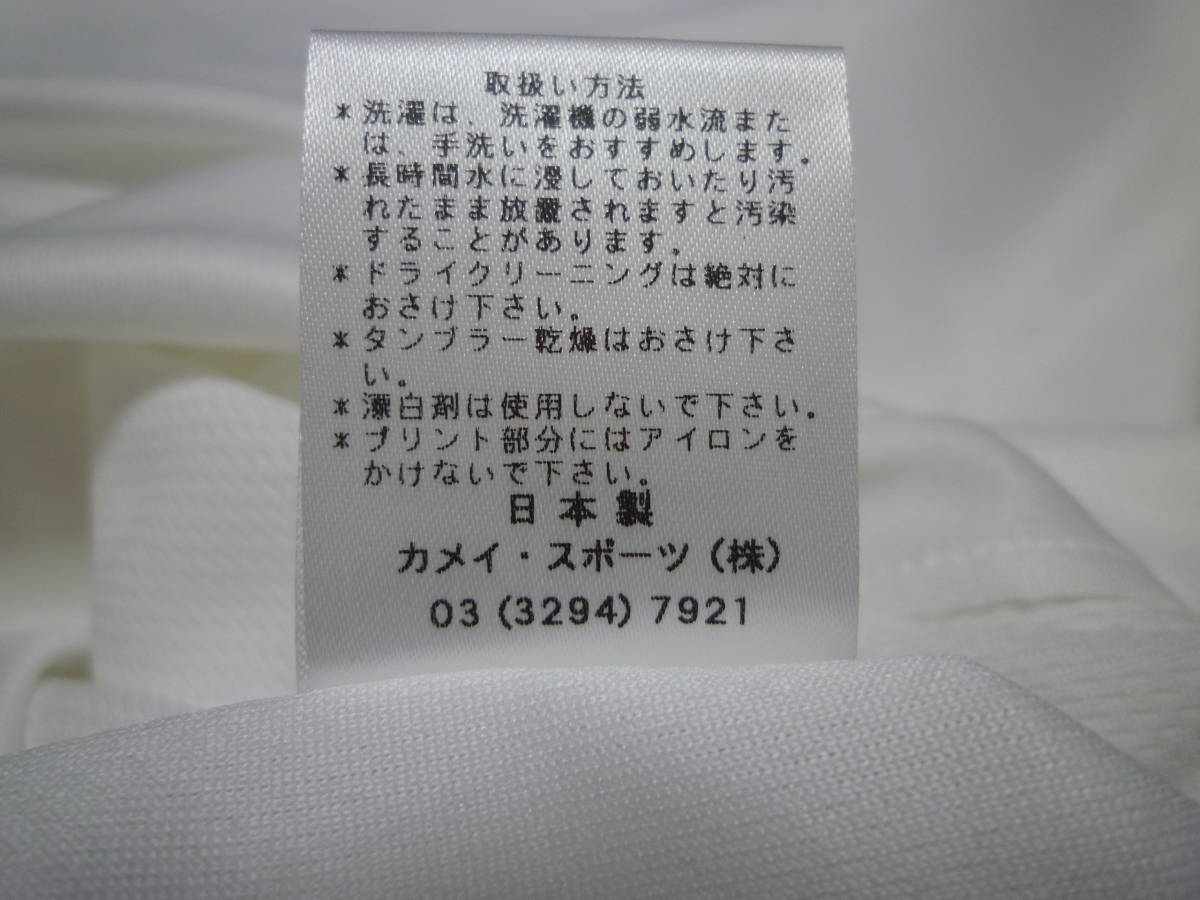 取扱い方法
*洗濯は、洗濯機の弱水流また
は、手洗いをおすすめします。
*長時間水に浸しておいたり汚
れたまま放置されますと汚染
することがあります。
*ドライクリーニングは絶対に
おさけ下さい。
*タンブラー乾燥はおさけ下さ
い。
*漂白剤は使用しないで下さい。
*プリント部分にはアイロンを
かけないで下さい。
日本製
カメイ・スポーツ(株)
03(3294)7921